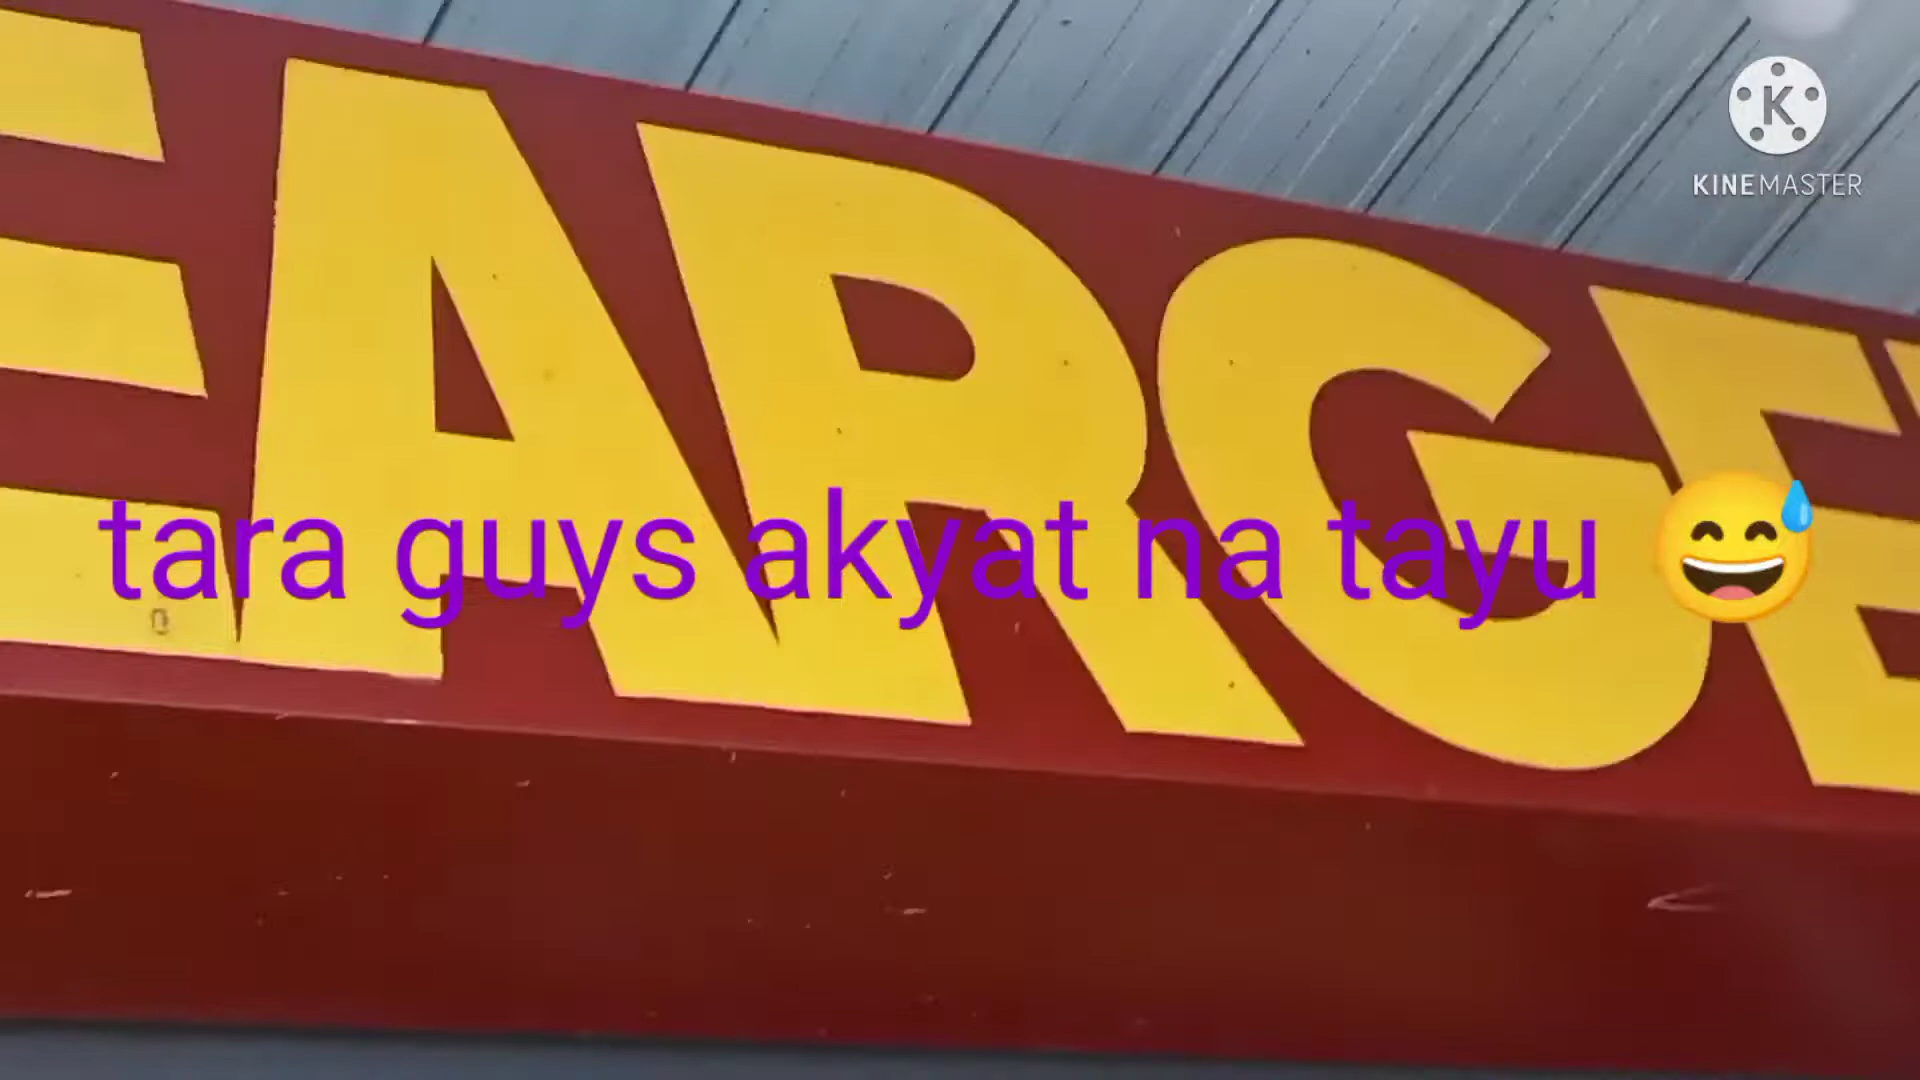 EARGE
tara guys akyat na tayu 😅
K
KINEMASTER